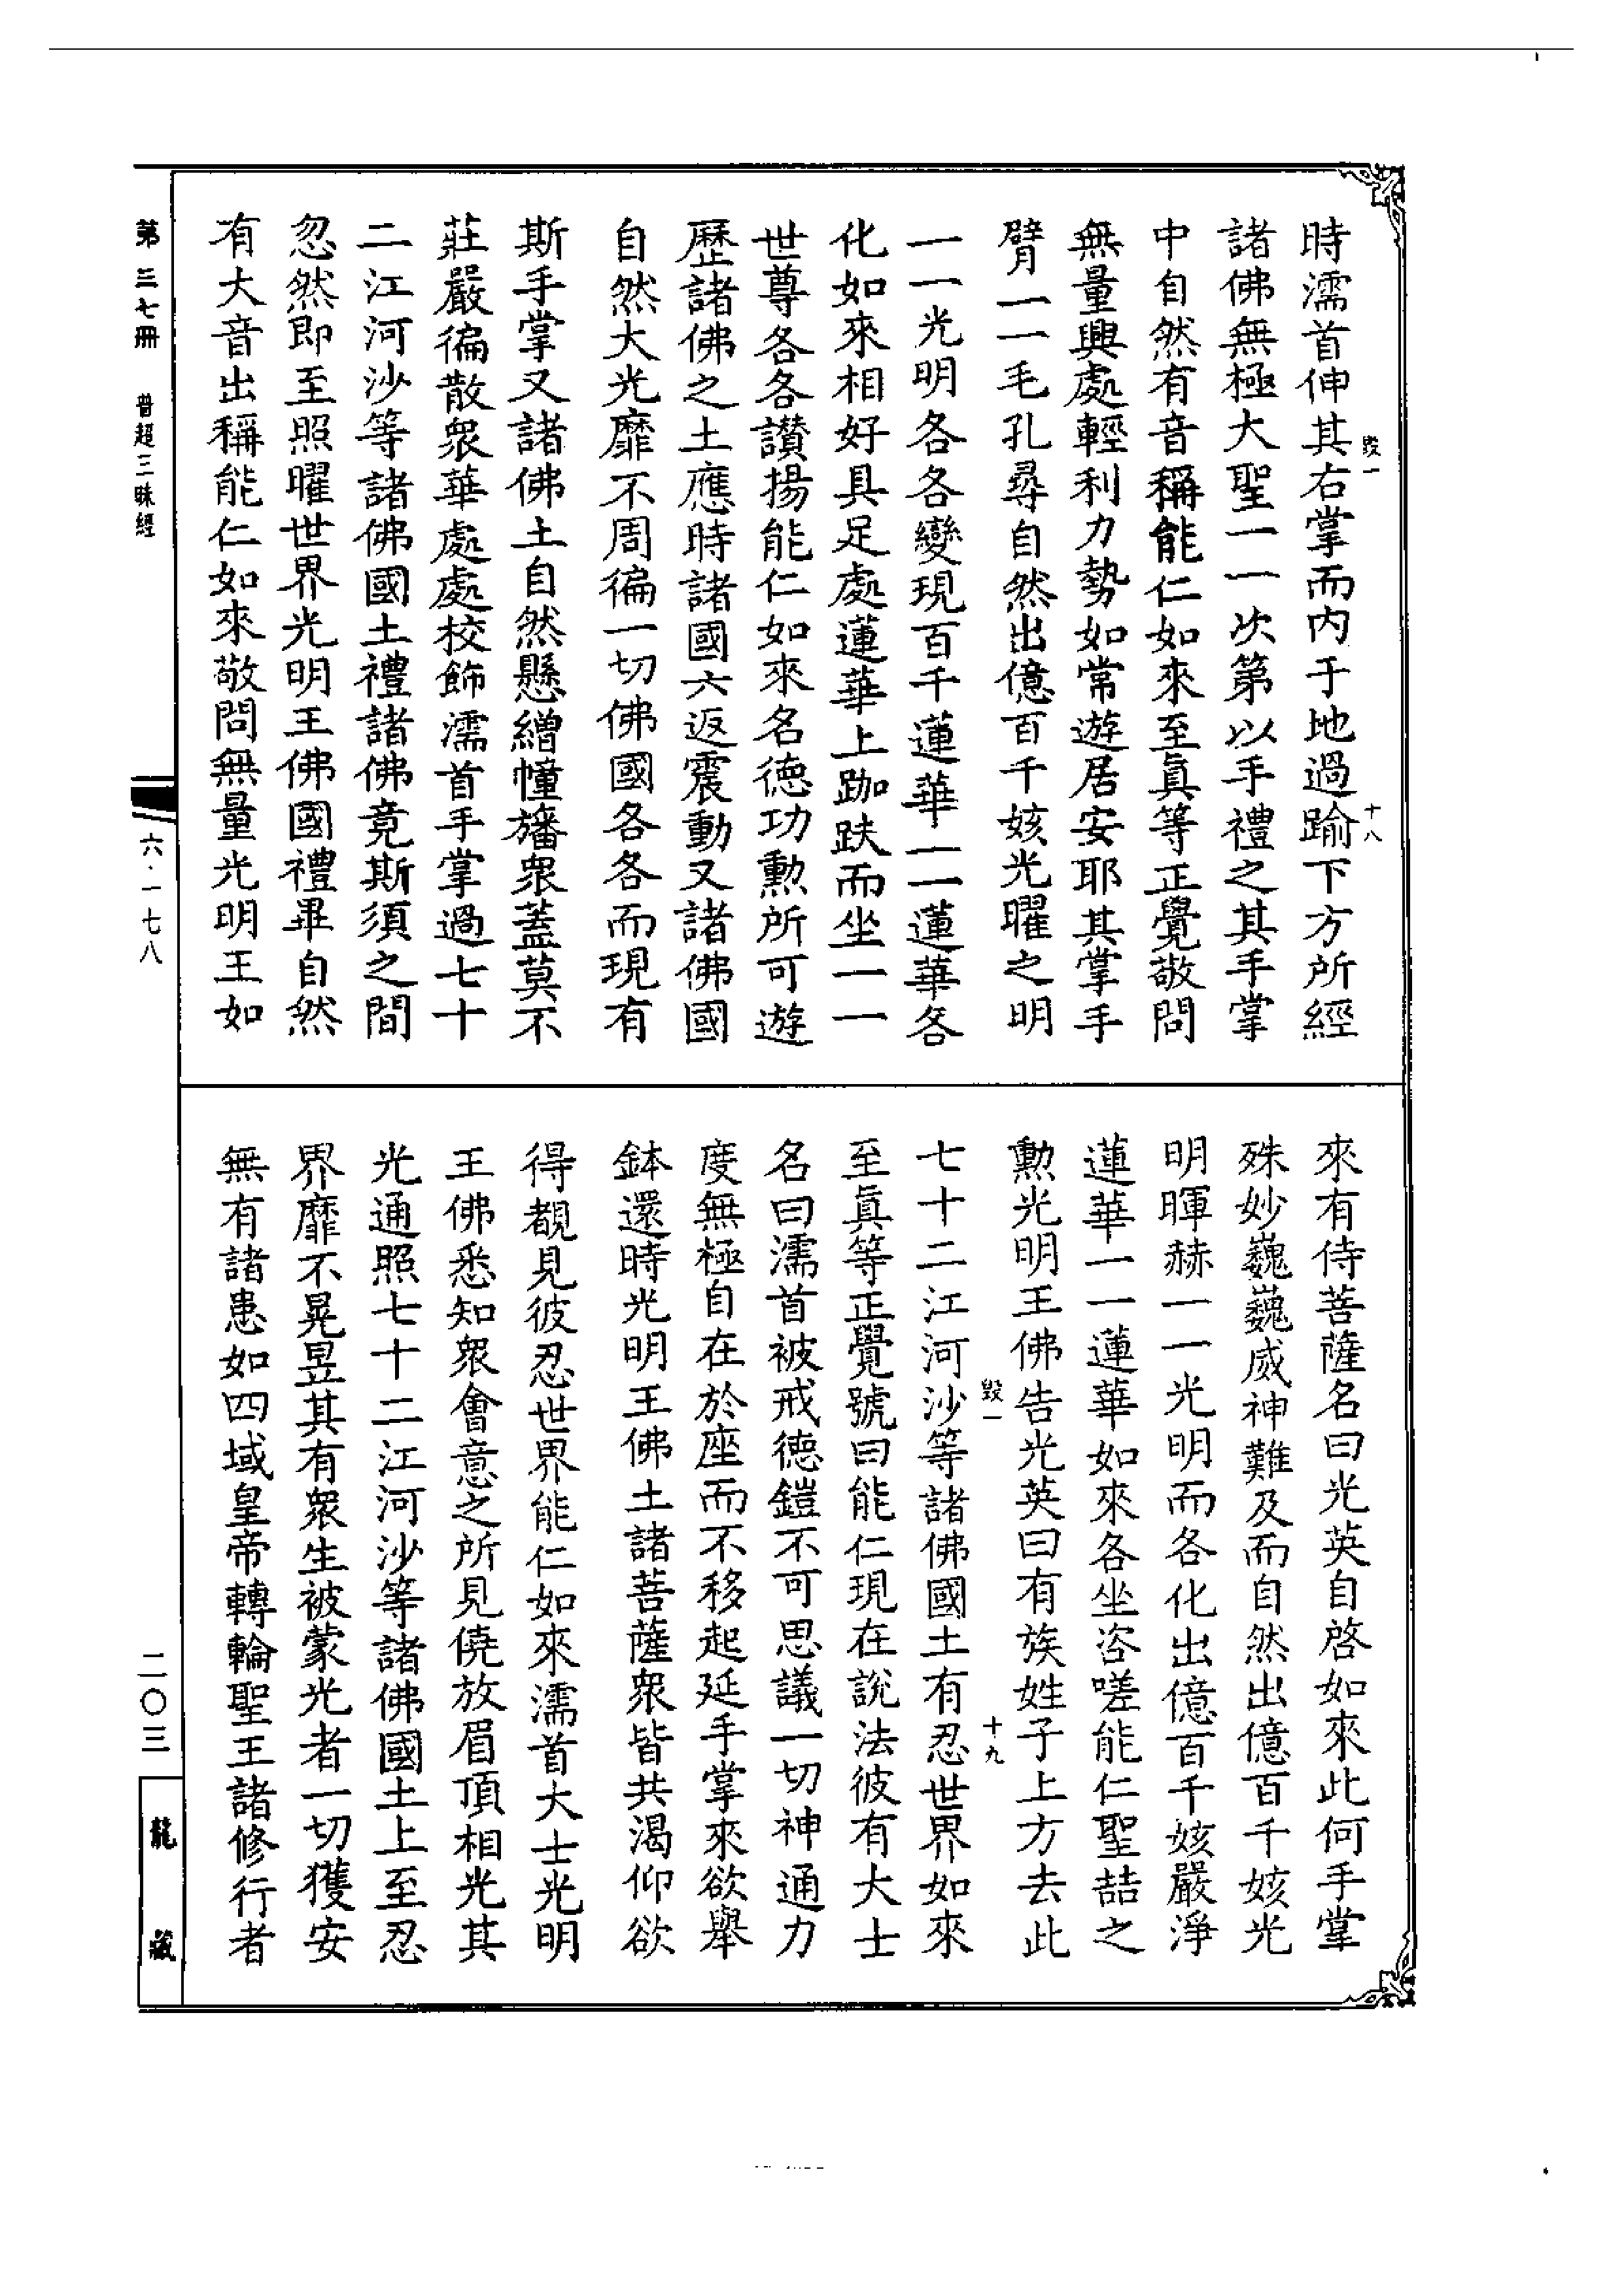 時濡首伸其右掌而内于地過踰下方所經
諸佛無極大聖一一次第以手禮之其手掌
中自然有音稱能仁如來至眞等正覺敬問
無量興處輕利力勢如常遊居安耶其掌手
臂一一毛孔尋自然出億百千姟光曜之明
一一光明各各變現百千蓮華一一蓮華各
化如來相好具足處蓮華上跏趺而坐一一
世尊各各讃揚能仁如來名德功勲所可遊
歷諸佛之土應時諸國六返震動又諸佛國
自然大光靡不周徧一切佛國各各而現有
斯手掌又諸佛土自然懸繒幢旛衆蓋莫不
莊嚴徧散衆華處處校飾濡首手掌過七十
二江河沙等諸佛國土禮諸佛竟斯須之間
忽然即至照曜世界光明王佛國禮畢自然
有大音出稱能仁如來敬問無量光明王如
毀一
十八
來有侍菩薩名曰光英自啓如來此何手掌
殊妙巍巍威神難及而自然出億百千姟光
明暉赫一一光明而各化出億百千姟嚴淨
蓮華一一蓮華如來各坐咨嗟能仁聖喆之
勲光明王佛告光英曰有族姓子上方去此
毀一
十九
七十二江河沙等諸佛國土有忍世界如來
至眞等正覺號曰能仁現在說法彼有大士
名曰濡首被戒德鎧不可思議一切神通力
度無極自在於座而不移起延手掌來欲舉
鉢還時光明王佛土諸菩薩衆皆共渴仰欲
得覩見彼忍世界能仁如來濡首大士光明
王佛悉知衆會意之所見僥放眉頂相光其
光通照七十二江河沙等諸佛國土上至忍
界靡不晃昱其有衆生被蒙光者一切獲安
無有諸患如四域皇帝轉輪聖王諸修行者
第三七冊 普超三昧經
六·一七八
二〇三
龍藏